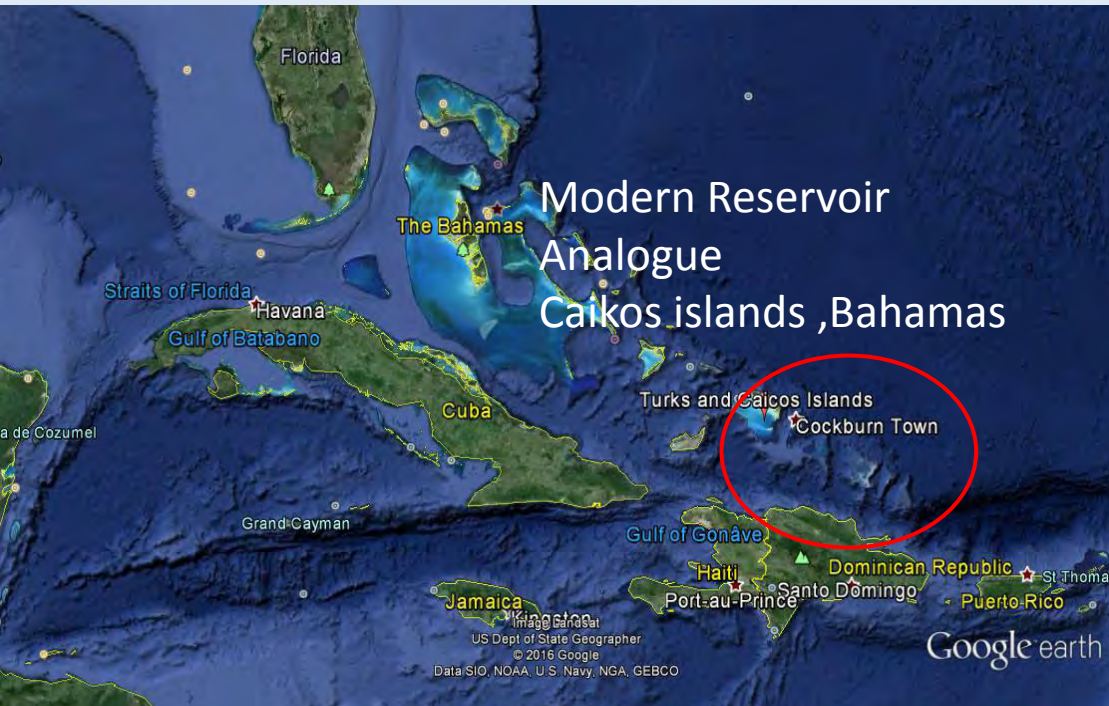 Florida
Modern Reservoir
Analogue
Caikos islands ,Bahamas
The Bahamas
Straits of Florida
Havana
Gulf of Batabano
Turks and Caicos Islands
Cockburn Town
Cuba
a de Cozumel
Grand Cayman
Gulf of Gonâve
Haiti
Dominican Republic
St Thoma
Port-au-Prince
Santo Domingo
Puerto Rico
Jamaica
Kingston
Image Landsat
US Dept of State Geographer
© 2016 Google
Data SIO, NOAA, U.S. Navy, NGA, GEBCO
Google earth